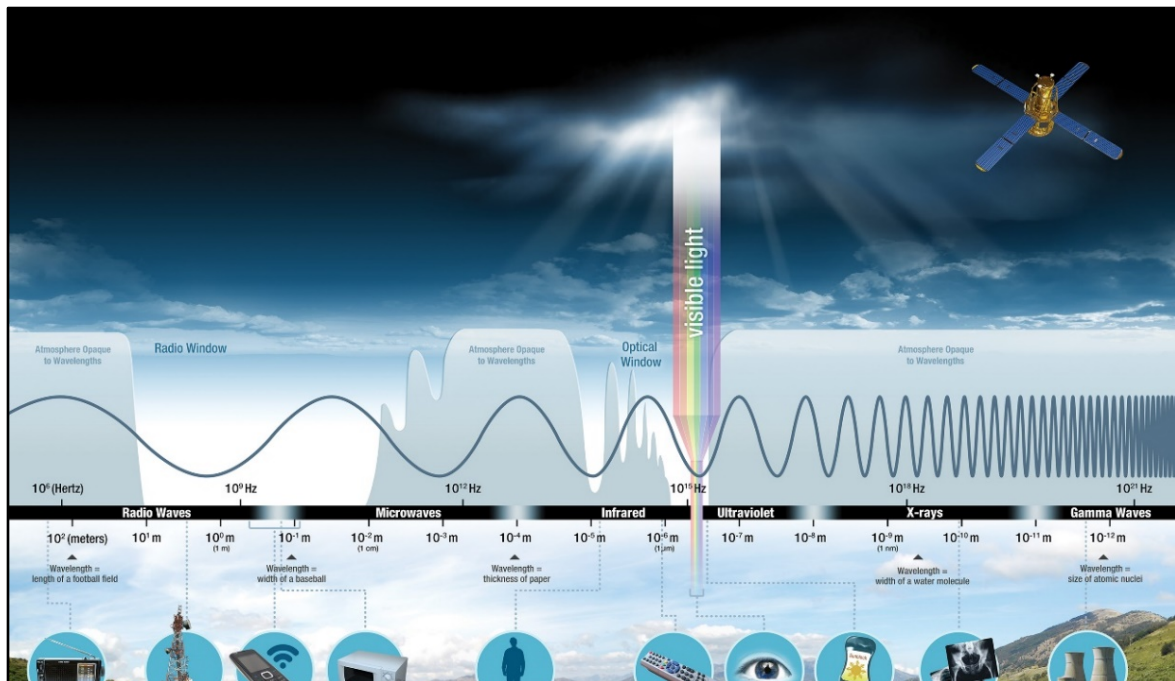 visible light
Atmosphere Opaque
to Wavelengths
Radio Window
Atmosphere Opaque
to Wavelengths
Optical
Window
Atmosphere Opaque
to Wavelengths
10⁶ (Hertz)
10⁹ Hz
10¹² Hz
10¹⁵ Hz
10¹⁸ Hz
10²¹ Hz
Radio Waves
Microwaves
Infrared
Ultraviolet
X-rays
Gamma Waves
10² (meters)
10¹ m
10⁰ m
(1 m)
10⁻¹ m
10⁻² m
(1 cm)
10⁻³ m
10⁻⁴ m
10⁻⁵ m
10⁻⁶ m
(1 µm)
10⁻⁷ m
10⁻⁸ m
10⁻⁹ m
(1 nm)
10⁻¹⁰ m
10⁻¹¹ m
10⁻¹² m
Wavelength =
length of a football field
Wavelength =
width of a baseball
Wavelength =
thickness of paper
Wavelength =
width of a water molecule
Wavelength =
size of atomic nuclei